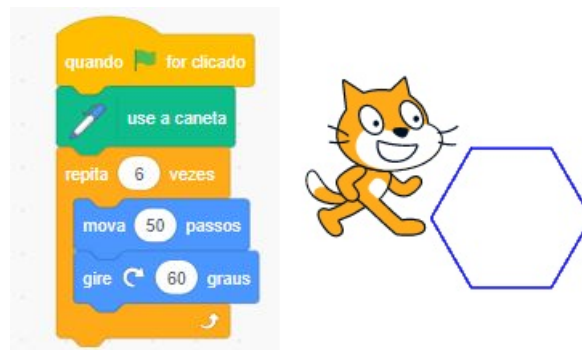 quando for clicado
use a caneta
repita 6 vezes
mova 50 passos
gire 60 graus